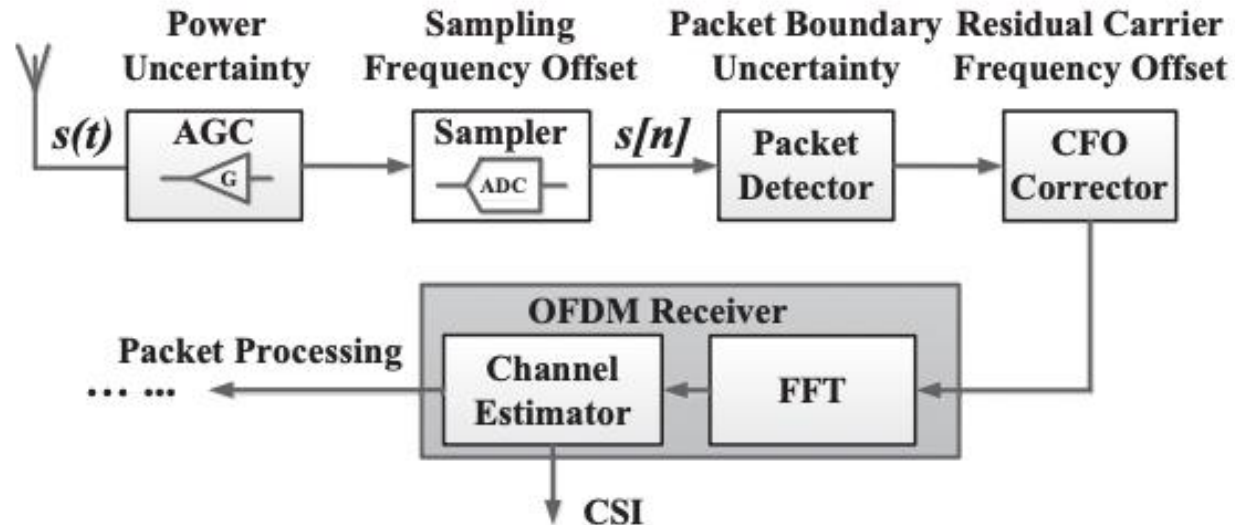 Power
Uncertainty
Sampling
Frequency Offset
Packet Boundary
Uncertainty
Residual Carrier
Frequency Offset
s(t)
AGC
G
Sampler
ADC
s[n]
Packet
Detector
CFO
Corrector
OFDM Receiver
Packet Processing
... ...
Channel
Estimator
FFT
CSI